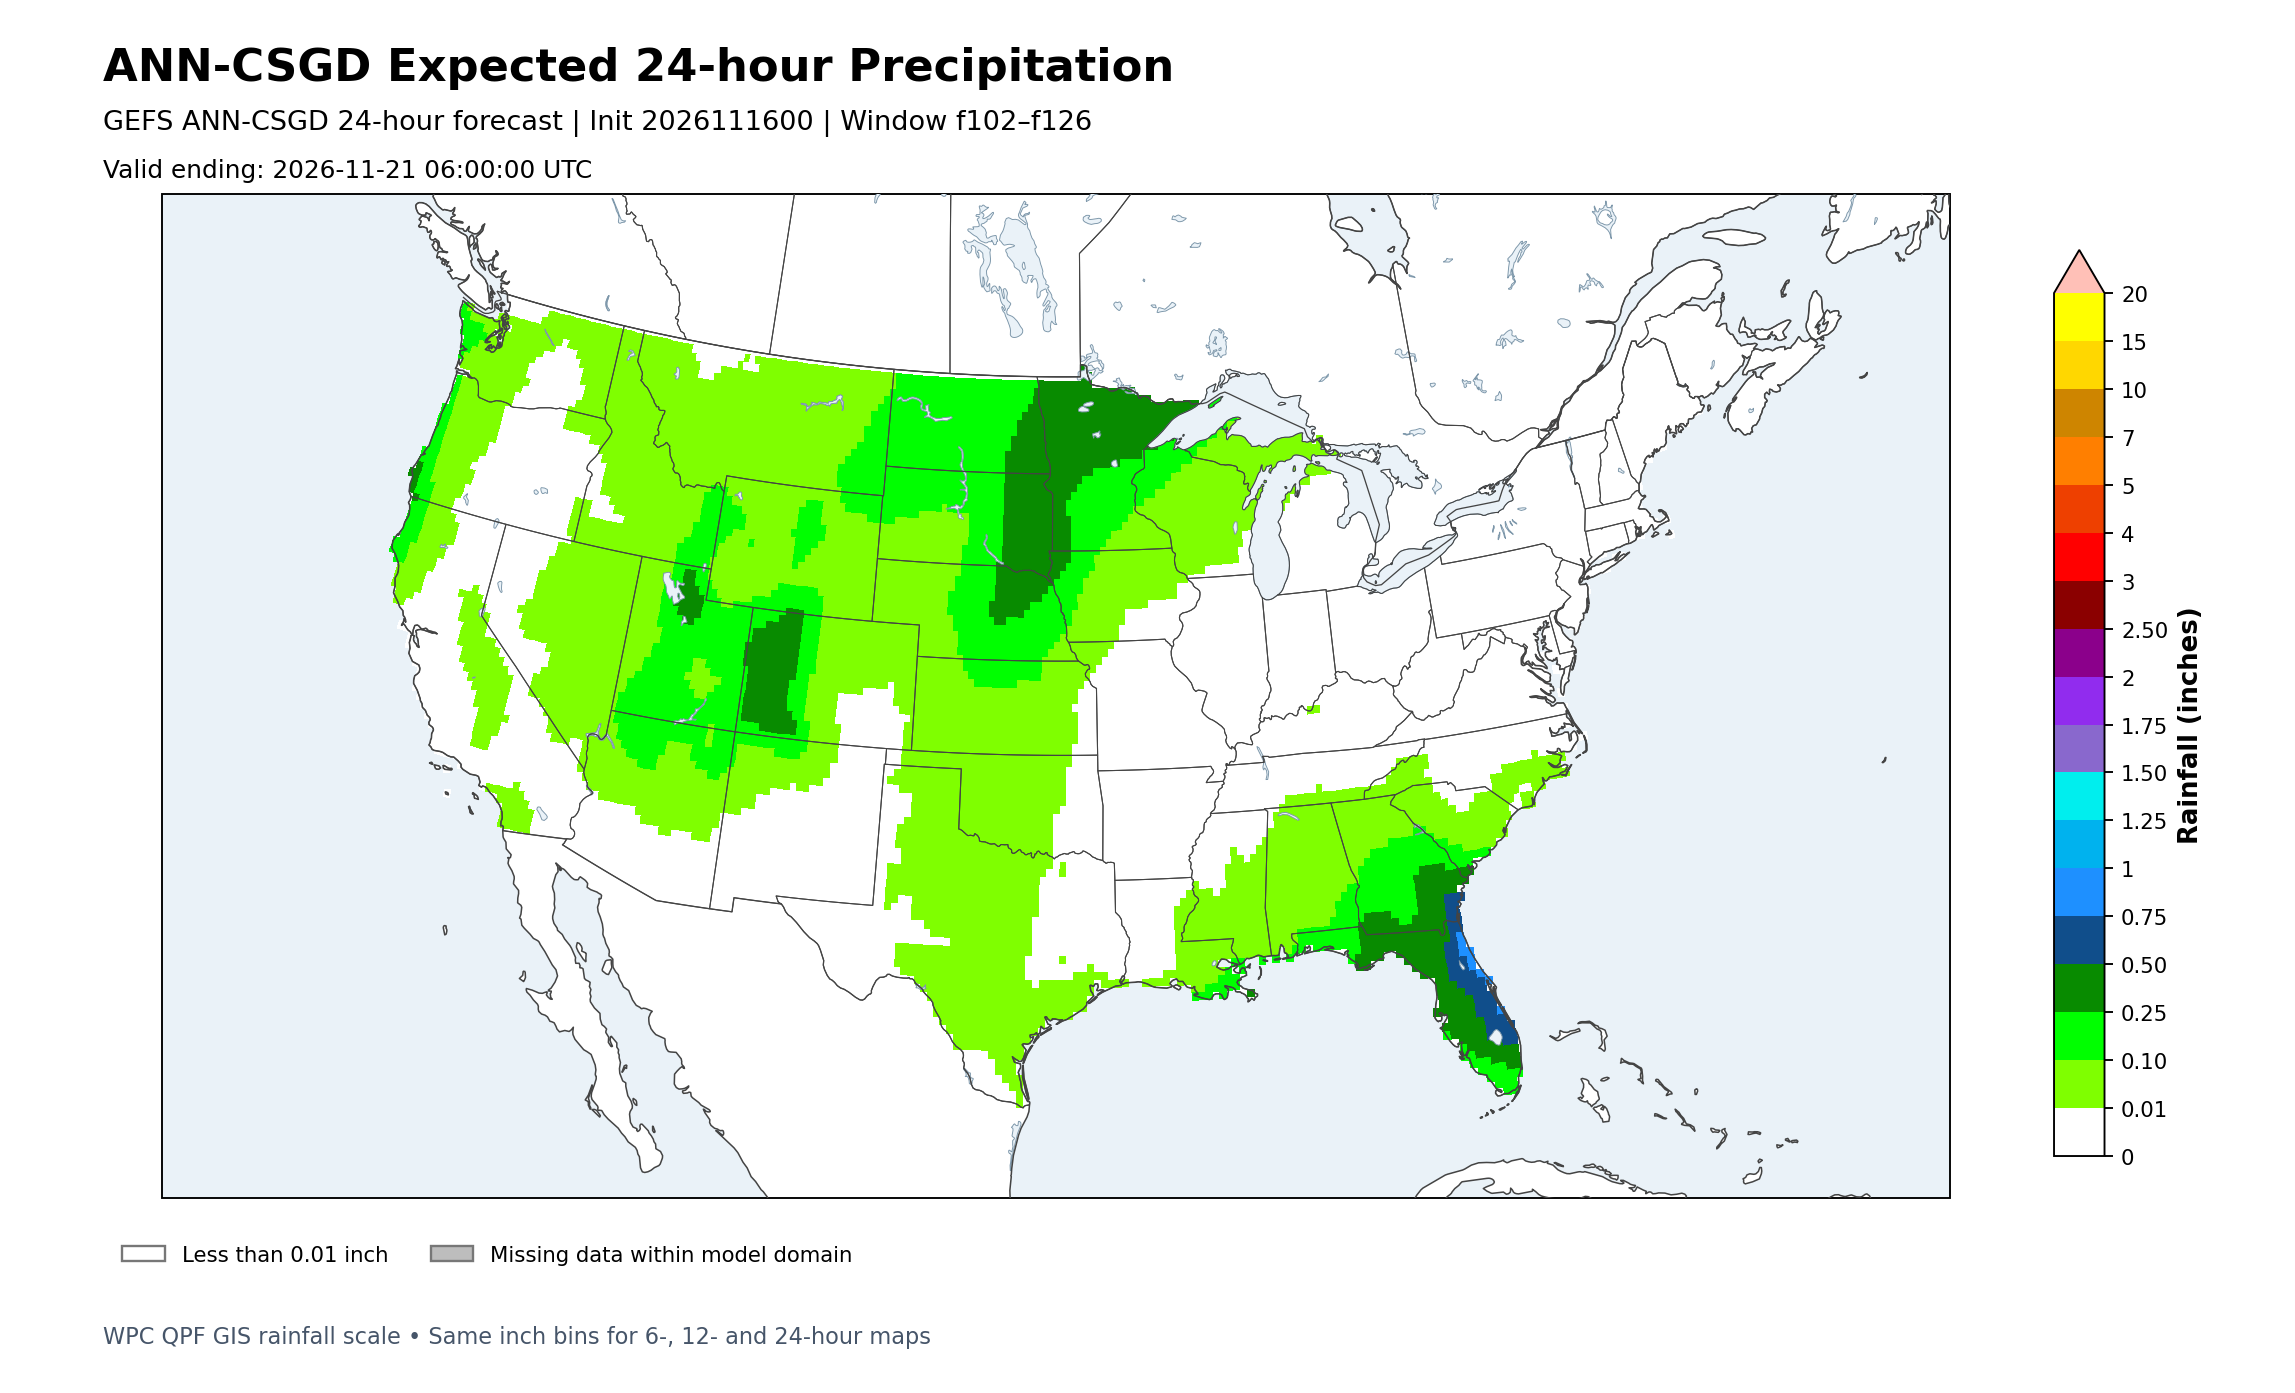 ANN-CSGD Expected 24-hour Precipitation
GEFS ANN-CSGD 24-hour forecast | Init 2026111600 | Window f102–f126
Valid ending: 2026-11-21 06:00:00 UTC
20
15
10
7
5
4
3
2.50
2
1.75
1.50
1.25
1
0.75
0.50
0.25
0.10
0.01
0
Rainfall (inches)
Less than 0.01 inch
Missing data within model domain
WPC QPF GIS rainfall scale • Same inch bins for 6-, 12- and 24-hour maps